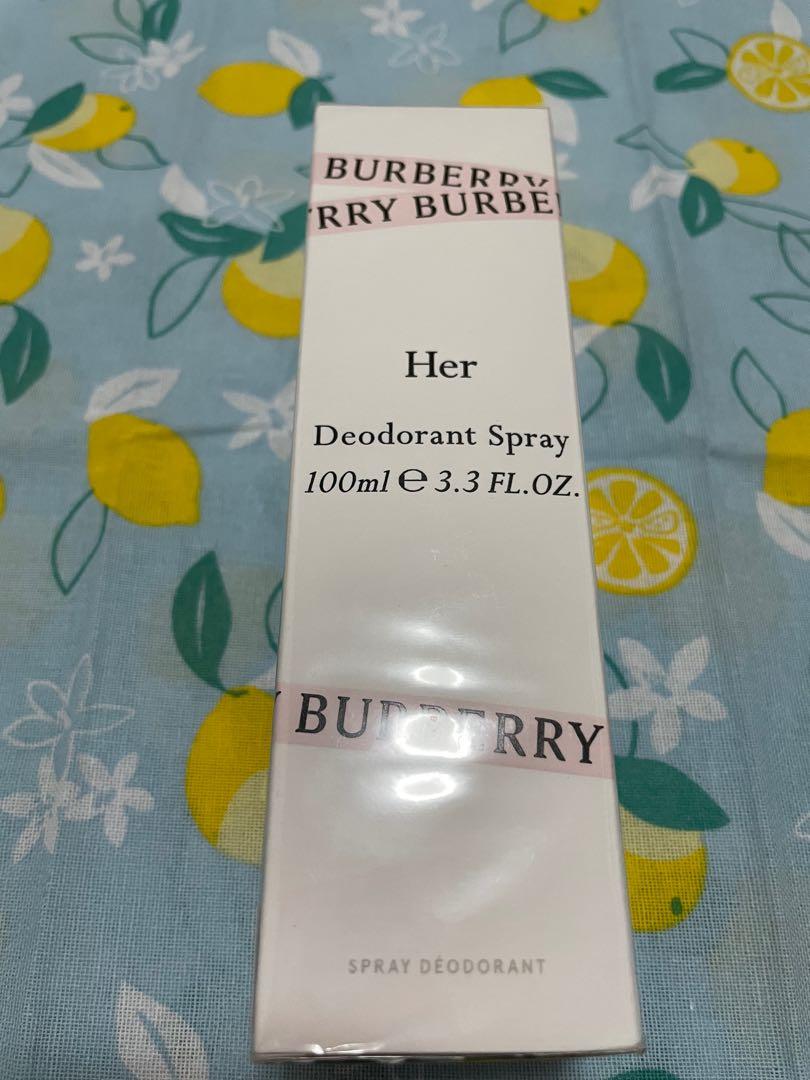 BURBERRY
RRY BURBE
Her
Deodorant Spray
100ml ℮ 3.3 FL.OZ.
BURBERRY
SPRAY DÉODORANT